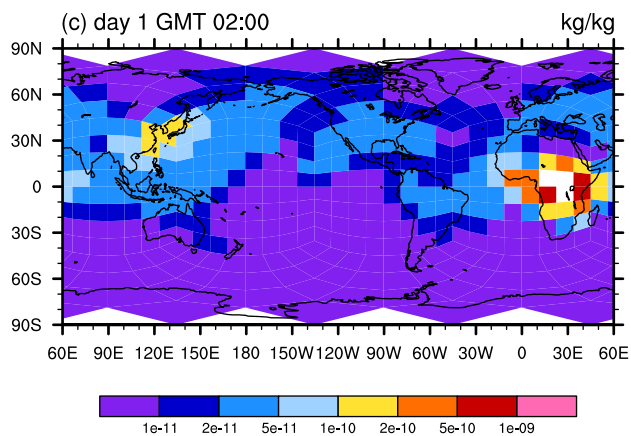 (c) day 1 GMT 02:00 kg/kg
90N
60N
30N
0
30S
60S
90S
60E 90E 120E 150E 180 150W 120W 90W 60W 30W 0 30E 60E
1e-11 2e-11 5e-11 1e-10 2e-10 5e-10 1e-09